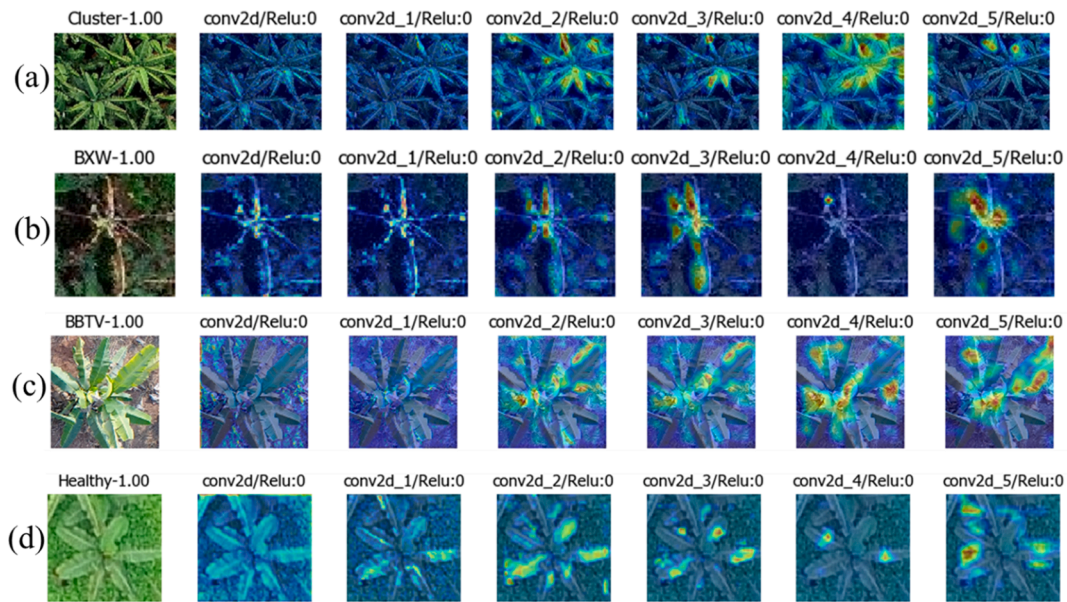 Cluster-1.00 conv2d/Relu:0 conv2d_1/Relu:0 conv2d_2/Relu:0 conv2d_3/Relu:0 conv2d_4/Relu:0 conv2d_5/Relu:0
(a)
BXW-1.00 conv2d/Relu:0 conv2d_1/Relu:0 conv2d_2/Relu:0 conv2d_3/Relu:0 conv2d_4/Relu:0 conv2d_5/Relu:0
(b)
BBTV-1.00 conv2d/Relu:0 conv2d_1/Relu:0 conv2d_2/Relu:0 conv2d_3/Relu:0 conv2d_4/Relu:0 conv2d_5/Relu:0
(c)
Healthy-1.00 conv2d/Relu:0 conv2d_1/Relu:0 conv2d_2/Relu:0 conv2d_3/Relu:0 conv2d_4/Relu:0 conv2d_5/Relu:0
(d)